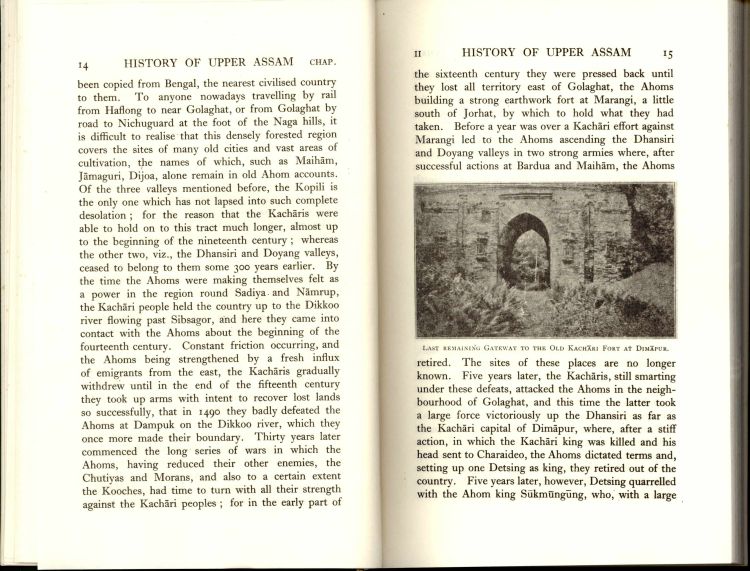 14 HISTORY OF UPPER ASSAM CHAP.
been copied from Bengal, the nearest civilised country
to them. To anyone nowadays travelling by rail
from Haflong to near Golaghat, or from Golaghat by
road to Nichuguard at the foot of the Naga hills, it
is difficult to realise that this densely forested region
covers the sites of many old cities and vast areas of
cultivation, the names of which, such as Maihām,
Jāmaguri, Dijoa, alone remain in old Ahom accounts.
Of the three valleys mentioned before, the Kopili is
the only one which has not lapsed into such complete
desolation ; for the reason that the Kachāris were
able to hold on to this tract much longer, almost up
to the beginning of the nineteenth century ; whereas
the other two, viz., the Dhansiri and Doyang valleys,
ceased to belong to them some 300 years earlier. By
the time the Ahoms were making themselves felt as
a power in the region round Sadiya and Nāmrup,
the Kachāri people held the country up to the Dikkoo
river flowing past Sibsagor, and here they came into
contact with the Ahoms about the beginning of the
fourteenth century. Constant friction occurring, and
the Ahoms being strengthened by a fresh influx
of emigrants from the east, the Kachāris gradually
withdrew until in the end of the fifteenth century
they took up arms with intent to recover lost lands
so successfully, that in 1490 they badly defeated the
Ahoms at Dampuk on the Dikkoo river, which they
once more made their boundary. Thirty years later
commenced the long series of wars in which the
Ahoms, having reduced their other enemies, the
Chutiyas and Morans, and also to a certain extent
the Kooches, had time to turn with all their strength
against the Kachāri peoples ; for in the early part of
II HISTORY OF UPPER ASSAM 15
the sixteenth century they were pressed back until
they lost all territory east of Golaghat, the Ahoms
building a strong earthwork fort at Marangi, a little
south of Jorhat, by which to hold what they had
taken. Before a year was over a Kachāri effort against
Marangi led to the Ahoms ascending the Dhansiri
and Doyang valleys in two strong armies where, after
successful actions at Bardua and Maihām, the Ahoms
LAST REMAINING GATEWAY TO THE OLD KACHĀRI FORT AT DIMĀPUR.
retired. The sites of these places are no longer
known. Five years later, the Kachāris, still smarting
under these defeats, attacked the Ahoms in the neigh-
bourhood of Golaghat, and this time the latter took
a large force victoriously up the Dhansiri as far as
the Kachāri capital of Dimāpur, where, after a stiff
action, in which the Kachāri king was killed and his
head sent to Charaideo, the Ahoms dictated terms and,
setting up one Detsing as king, they retired out of the
country. Five years later, however, Detsing quarrelled
with the Ahom king Sükmüngüng, who, with a large